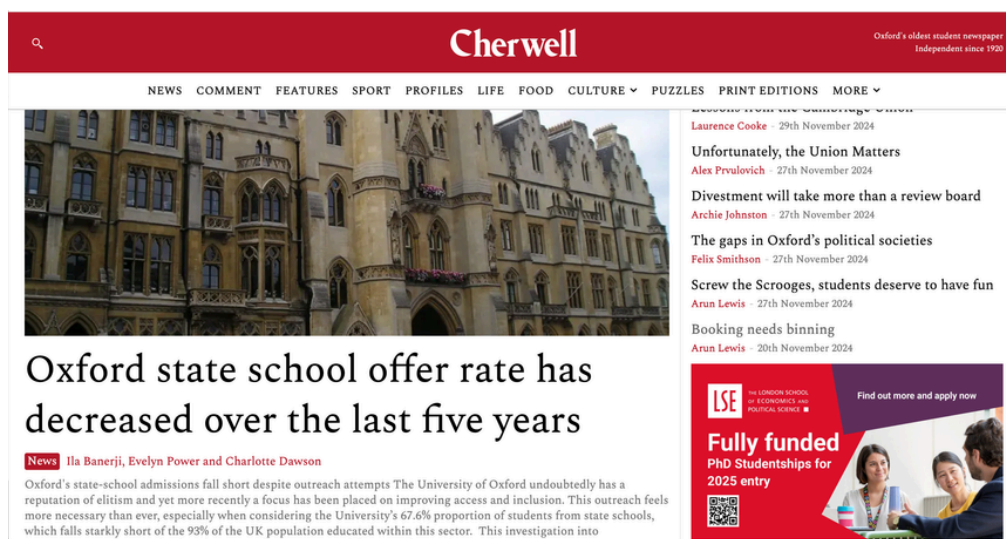 Cherwell
Oxford's oldest student newspaper
Independent since 1920
NEWS COMMENT FEATURES SPORT PROFILES LIFE FOOD CULTURE PUZZLES PRINT EDITIONS MORE
Oxford state school offer rate has
decreased over the last five years
News Ila Banerji, Evelyn Power and Charlotte Dawson
Oxford's state-school admissions fall short despite outreach attempts The University of Oxford undoubtedly has a
reputation of elitism and yet more recently a focus has been placed on improving access and inclusion. This outreach feels
more necessary than ever, especially when considering the University's 67.6% proportion of students from state schools,
which falls starkly short of the 93% of the UK population educated within this sector. This investigation into
Lessons from the Cambridge Union
Laurence Cooke - 29th November 2024
Unfortunately, the Union Matters
Alex Prvulovich - 27th November 2024
Divestment will take more than a review board
Archie Johnston - 27th November 2024
The gaps in Oxford's political societies
Felix Smithson - 27th November 2024
Screw the Scrooges, students deserve to have fun
Arun Lewis - 27th November 2024
Booking needs binning
Arun Lewis - 20th November 2024
LSE THE LONDON SCHOOL
OF ECONOMICS AND
POLITICAL SCIENCE
Find out more and apply now
Fully funded
PhD Studentships for
2025 entry